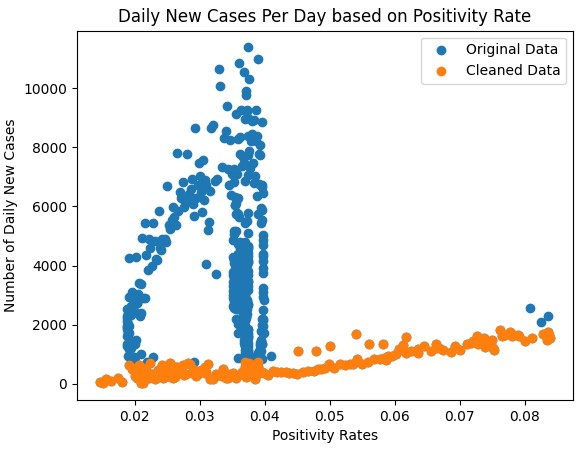 Daily New Cases Per Day based on Positivity Rate
Original Data
Cleaned Data
Number of Daily New Cases
10000
8000
6000
4000
2000
0
0.02 0.03 0.04 0.05 0.06 0.07 0.08
Positivity Rates